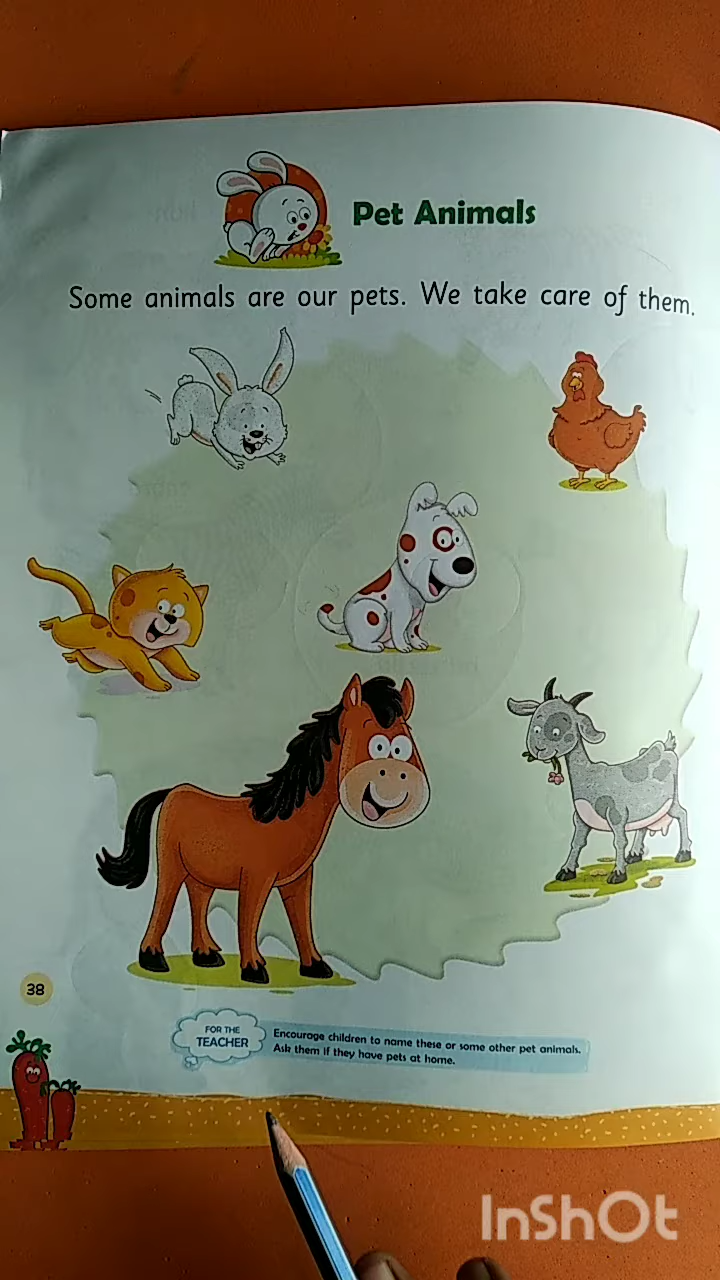 Pet Animals
Some animals are our pets. We take care of them.
38
FOR THE
TEACHER
Encourage children to name these or some other pet animals.
Ask them if they have pets at home.
InShOt